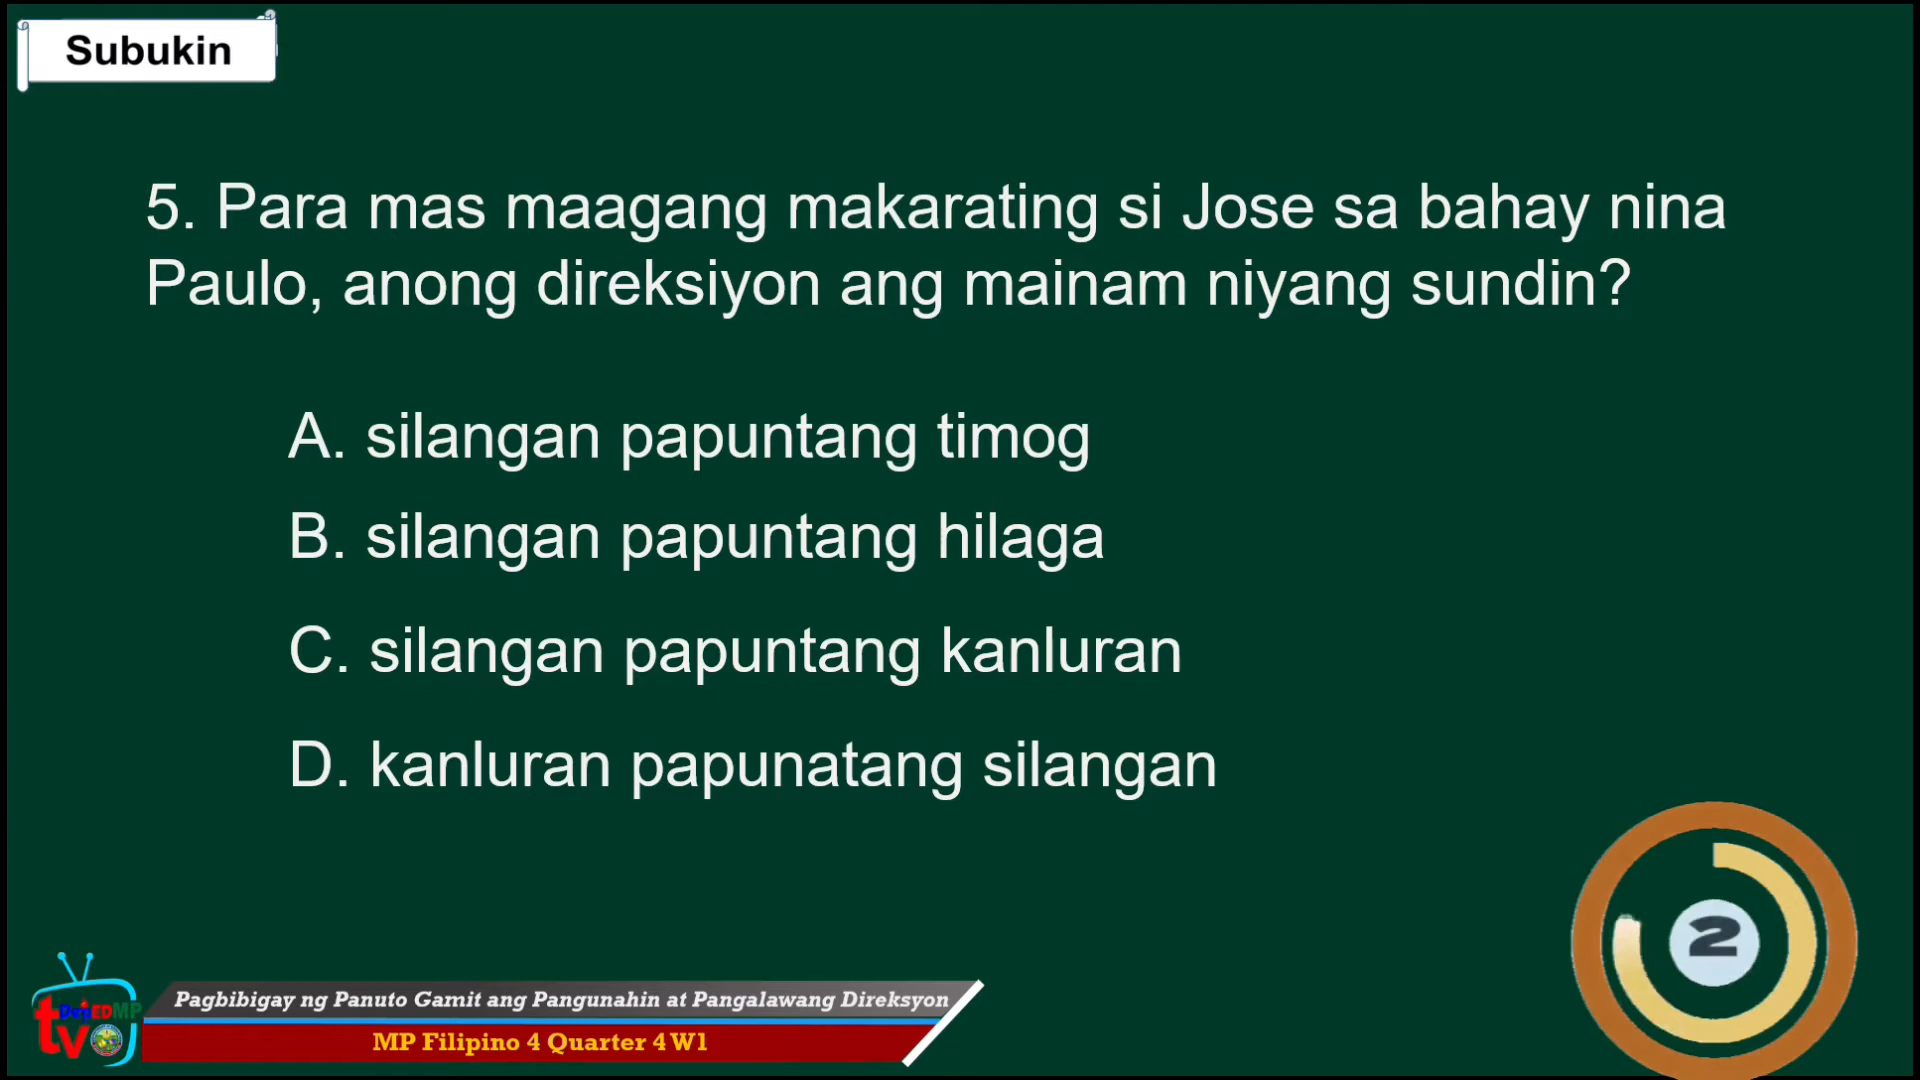 Subukin
5. Para mas maagang makarating si Jose sa bahay nina
Paulo, anong direksiyon ang mainam niyang sundin?
A. silangan papuntang timog
B. silangan papuntang hilaga
C. silangan papuntang kanluran
D. kanluran papunatang silangan
2
DepEDMP
tv
Pagbibigay ng Panuto Gamit ang Pangunahin at Pangalawang Direksyon
MP Filipino 4 Quarter 4 W1